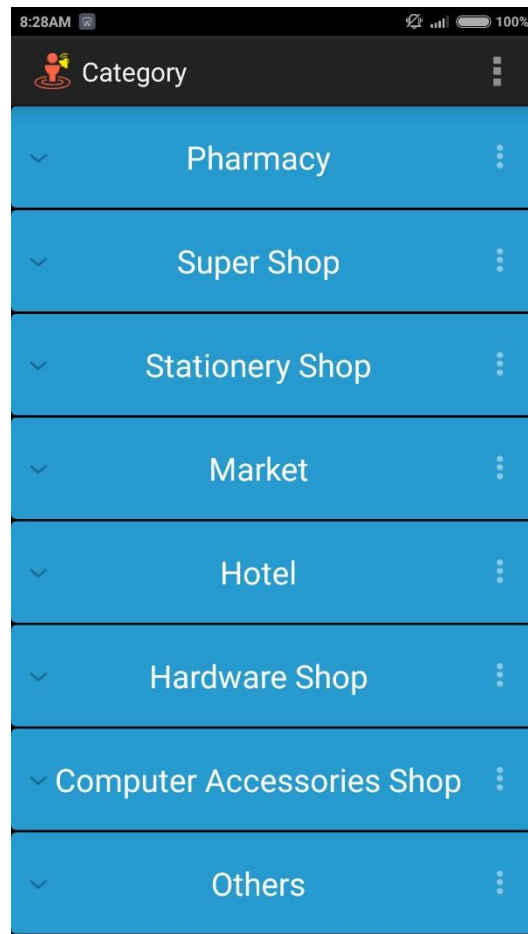 8:28AM 100%
Category
Pharmacy
Super Shop
Stationery Shop
Market
Hotel
Hardware Shop
Computer Accessories Shop
Others